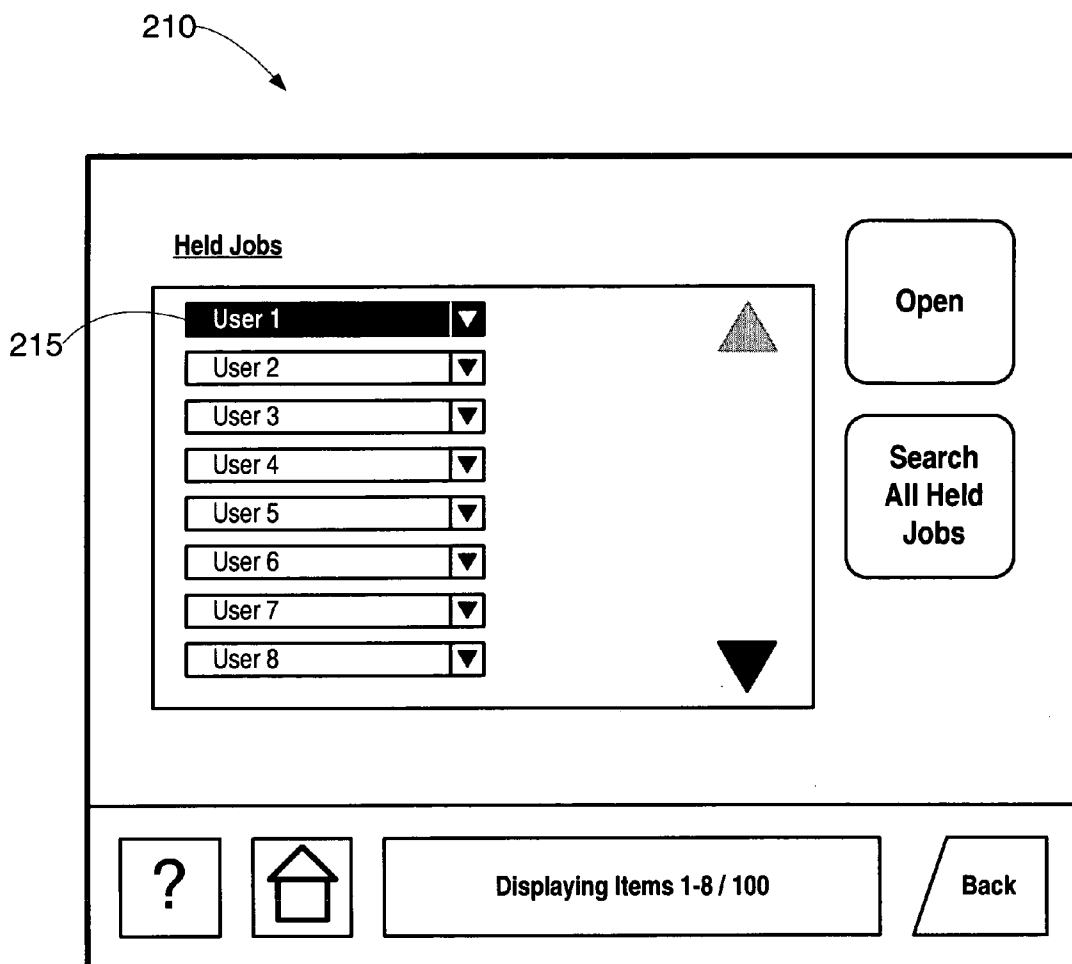 210
Held Jobs
215
User 1
User 2
User 3
User 4
User 5
User 6
User 7
User 8
Open
Search
All Held
Jobs
?
Displaying Items 1-8 / 100
Back